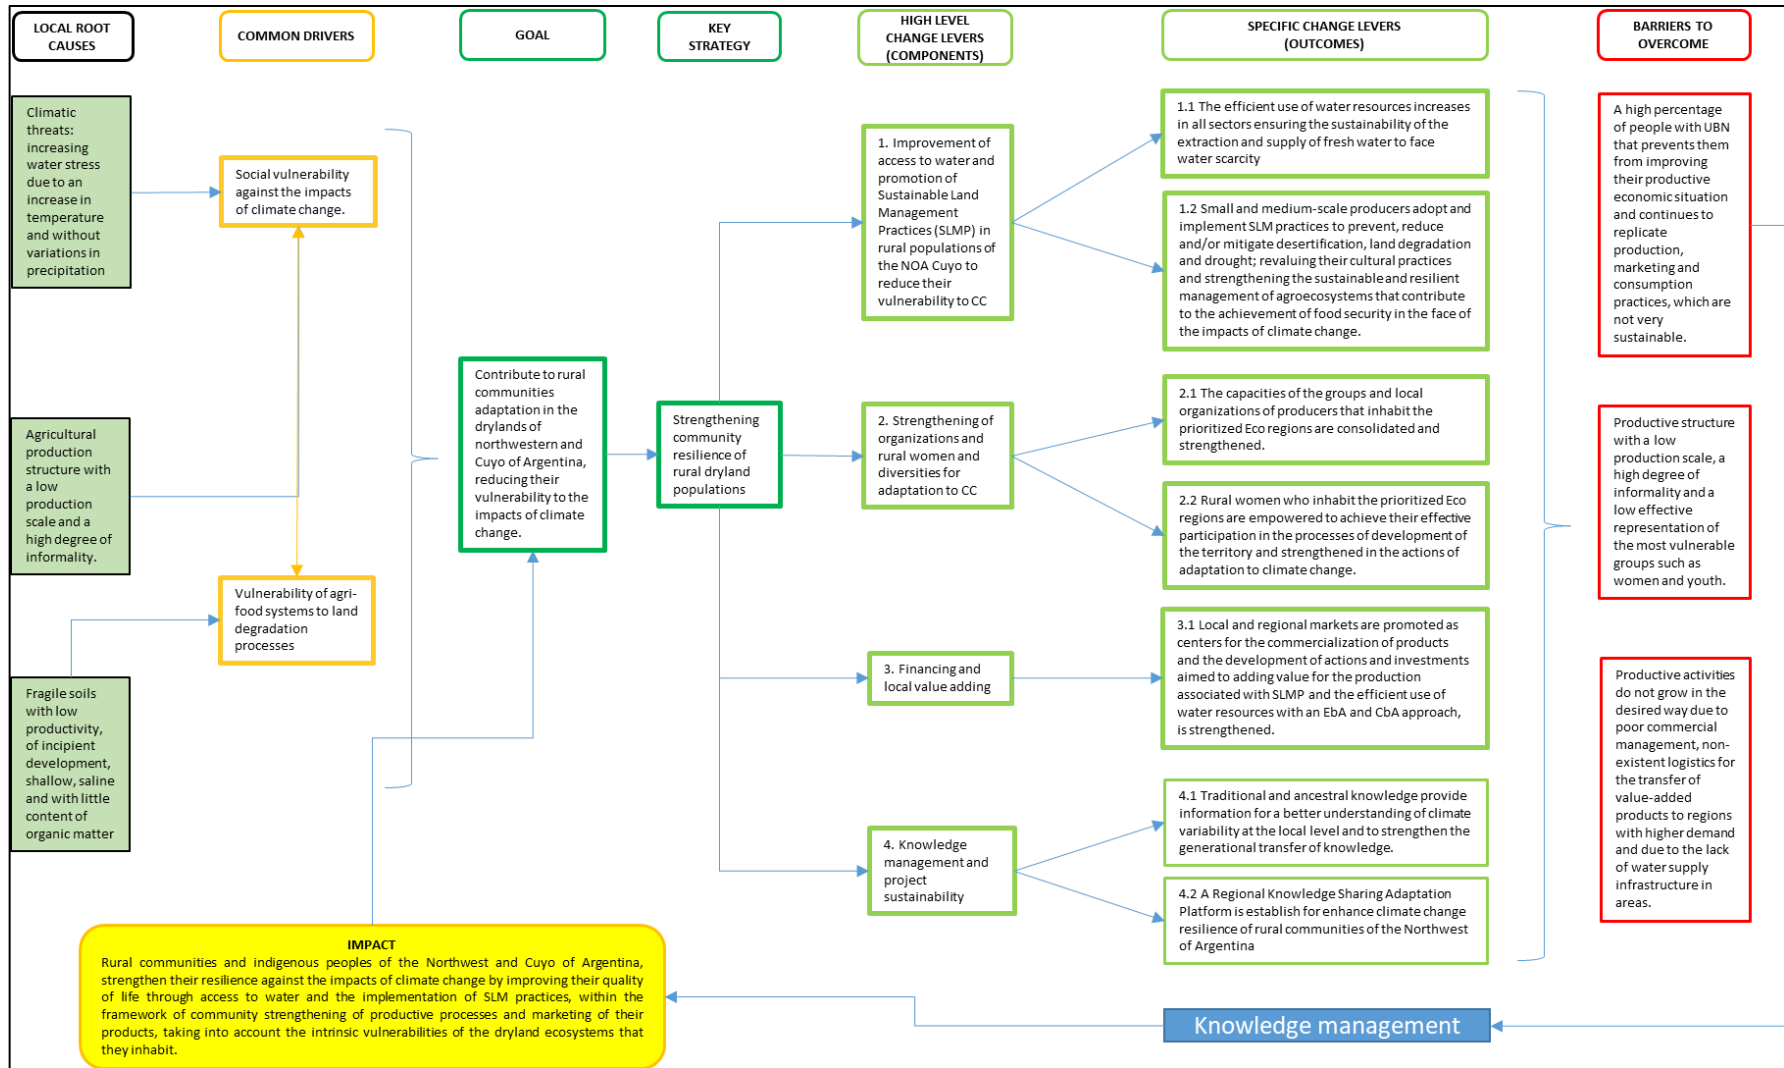 LOCAL ROOT
CAUSES
COMMON DRIVERS
GOAL
KEY
STRATEGY
HIGH LEVEL
CHANGE LEVERS
(COMPONENTS)
SPECIFIC CHANGE LEVERS
(OUTCOMES)
BARRIERS TO
OVERCOME
Climatic
threats:
increasing
water stress
due to an
increase in
temperature
and without
variations in
precipitation
Agricultural
production
structure with
a low
production
scale and a
high degree of
informality.
Fragile soils
with low
productivity,
of incipient
development,
shallow, saline
and with little
content of
organic matter
Social vulnerability
against the impacts
of climate change.
Vulnerability of agri-
food systems to land
degradation
processes
Contribute to rural
communities
adaptation in the
drylands of
northwestern and
Cuyo of Argentina,
reducing their
vulnerability to the
impacts of climate
change.
Strengthening
community
resilience of
rural dryland
populations
1. Improvement of
access to water and
promotion of
Sustainable Land
Management
Practices (SLMP) in
rural populations of
the NOA Cuyo to
reduce their
vulnerability to CC
2. Strengthening of
organizations and
rural women and
diversities for
adaptation to CC
3. Financing and
local value adding
4. Knowledge
management and
project
sustainability
1.1 The efficient use of water resources increases
in all sectors ensuring the sustainability of the
extraction and supply of fresh water to face
water scarcity
1.2 Small and medium-scale producers adopt and
implement SLM practices to prevent, reduce
and/or mitigate desertification, land degradation
and drought; revaluing their cultural practices
and strengthening the sustainable and resilient
management of agroecosystems that contribute
to the achievement of food security in the face of
the impacts of climate change.
2.1 The capacities of the groups and local
organizations of producers that inhabit the
prioritized Eco regions are consolidated and
strengthened.
2.2 Rural women who inhabit the prioritized Eco
regions are empowered to achieve their effective
participation in the processes of development of
the territory and strengthened in the actions of
adaptation to climate change.
3.1 Local and regional markets are promoted as
centers for the commercialization of products
and the development of actions and investments
aimed to adding value for the production
associated with SLMP and the efficient use of
water resources with an EbA and CbA approach,
is strengthened.
4.1 Traditional and ancestral knowledge provide
information for a better understanding of climate
variability at the local level and to strengthen the
generational transfer of knowledge.
4.2 A Regional Knowledge Sharing Adaptation
Platform is establish for enhance climate change
resilience of rural communities of the Northwest
of Argentina
A high percentage
of people with UBN
that prevents them
from improving
their productive
economic situation
and continues to
replicate
production,
marketing and
consumption
practices, which are
not very
sustainable.
Productive structure
with a low
production scale, a
high degree of
informality and a
low effective
representation of
the most vulnerable
groups such as
women and youth.
Productive activities
do not grow in the
desired way due to
poor commercial
management, non-
existent logistics for
the transfer of
value-added
products to regions
with higher demand
and due to the lack
of water supply
infrastructure in
areas.
IMPACT
Rural communities and indigenous peoples of the Northwest and Cuyo of Argentina,
strengthen their resilience against the impacts of climate change by improving their quality
of life through access to water and the implementation of SLM practices, within the
framework of community strengthening of productive processes and marketing of their
products, taking into account the intrinsic vulnerabilities of the dryland ecosystems that
they inhabit.
Knowledge management